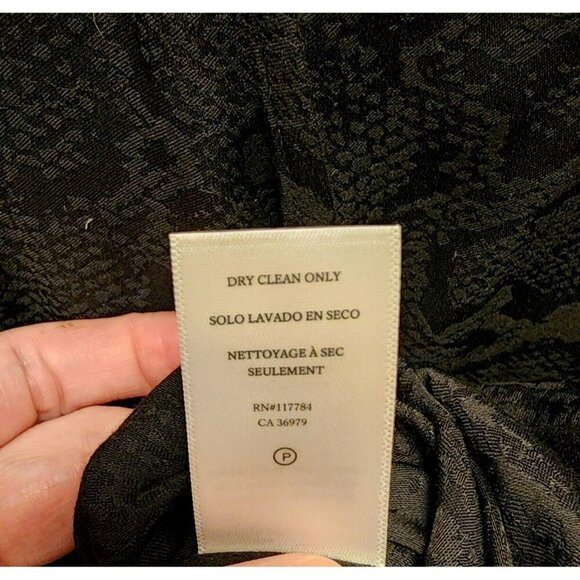 DRY CLEAN ONLY
SOLO LAVADO EN SECO
NETTOYAGE À SEC
SEULEMENT
RN#117784
CA 36979
P